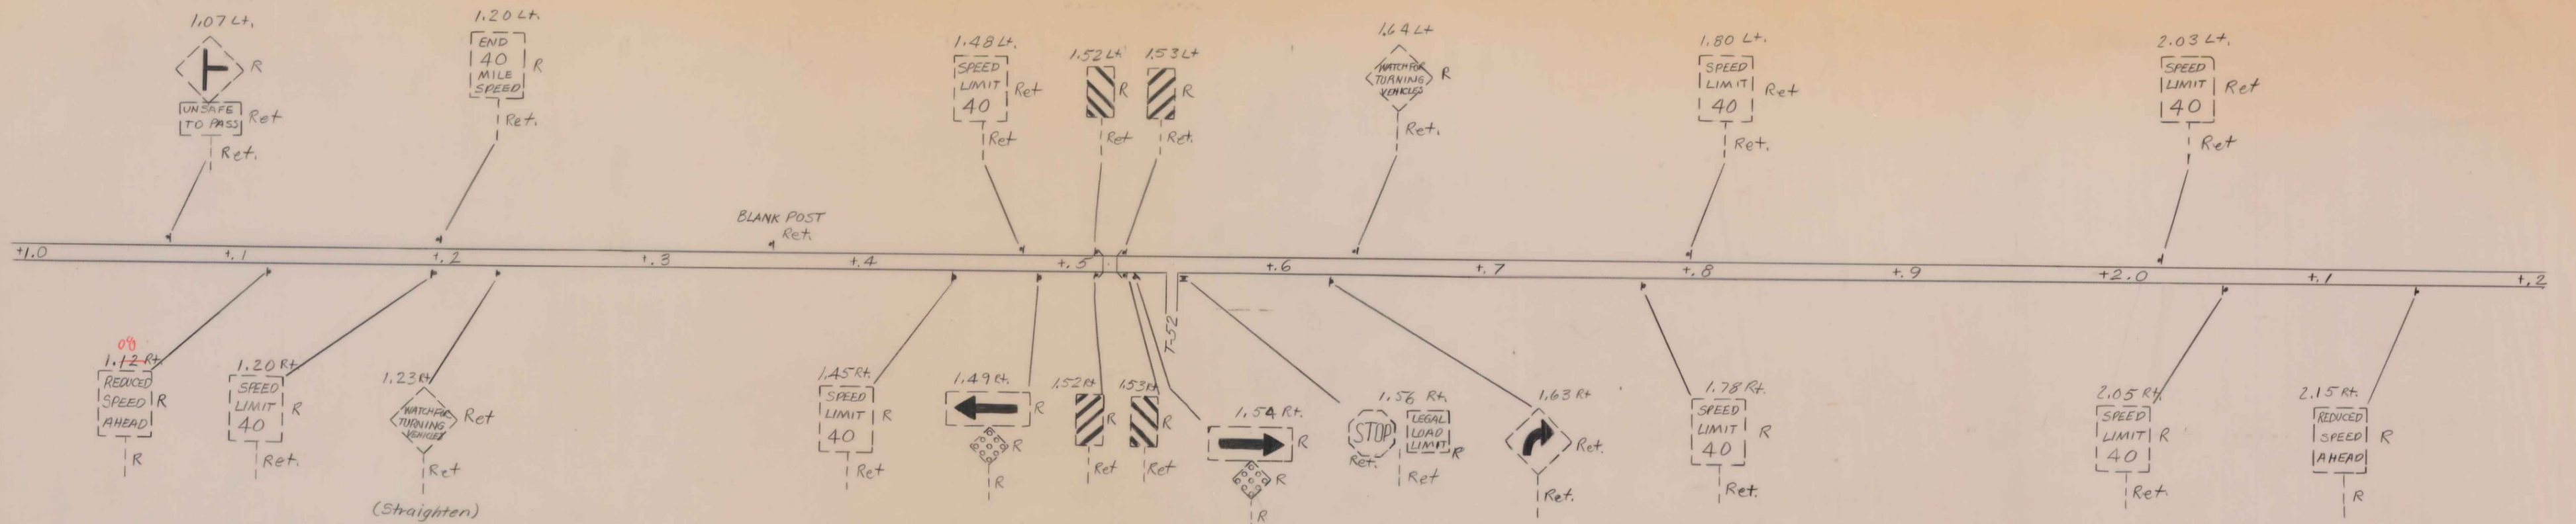 1.07 Lt.
R
UNSAFE
TO PASS
Ret
Ret.
1.20 Lt.
END
40
MILE
SPEED
R
Ret.
BLANK POST
Ret.
1.48 Lt.
SPEED
LIMIT
40
Ret
Ret
1.52 Lt
R
Ret
1.53 Lt
R
Ret.
1.64 Lt
WATCH FOR
TURNING
VEHICLES
R
Ret.
1.80 Lt.
SPEED
LIMIT
40
Ret
Ret.
2.03 Lt.
SPEED
LIMIT
40
Ret
Ret
+1.0 +.1 +.2 +.3 +.4 +.5 +.6 +.7 +.8 +.9 +2.0 +.1 +.2
T-52
08
1.12 Rt.
REDUCED
SPEED
AHEAD
R
R
1.20 Rt
SPEED
LIMIT
40
R
Ret.
1.23 Rt
WATCH FOR
TURNING
VEHICLES
Ret
Ret
(Straighten)
1.45 Rt.
SPEED
LIMIT
40
R
Ret
1.49 Rt.
R
R
R
1.52 Rt
R
Ret
1.53 Rt
R
Ret
1.54 Rt.
R
R
R
1.56 Rt.
STOP
Ret.
LEGAL
LOAD
LIMIT
R
Ret
1.63 Rt
Ret.
Ret.
1.78 Rt.
SPEED
LIMIT
40
R
Ret.
2.05 Rt.
SPEED
LIMIT
40
R
Ret.
2.15 Rt.
REDUCED
SPEED
AHEAD
R
R